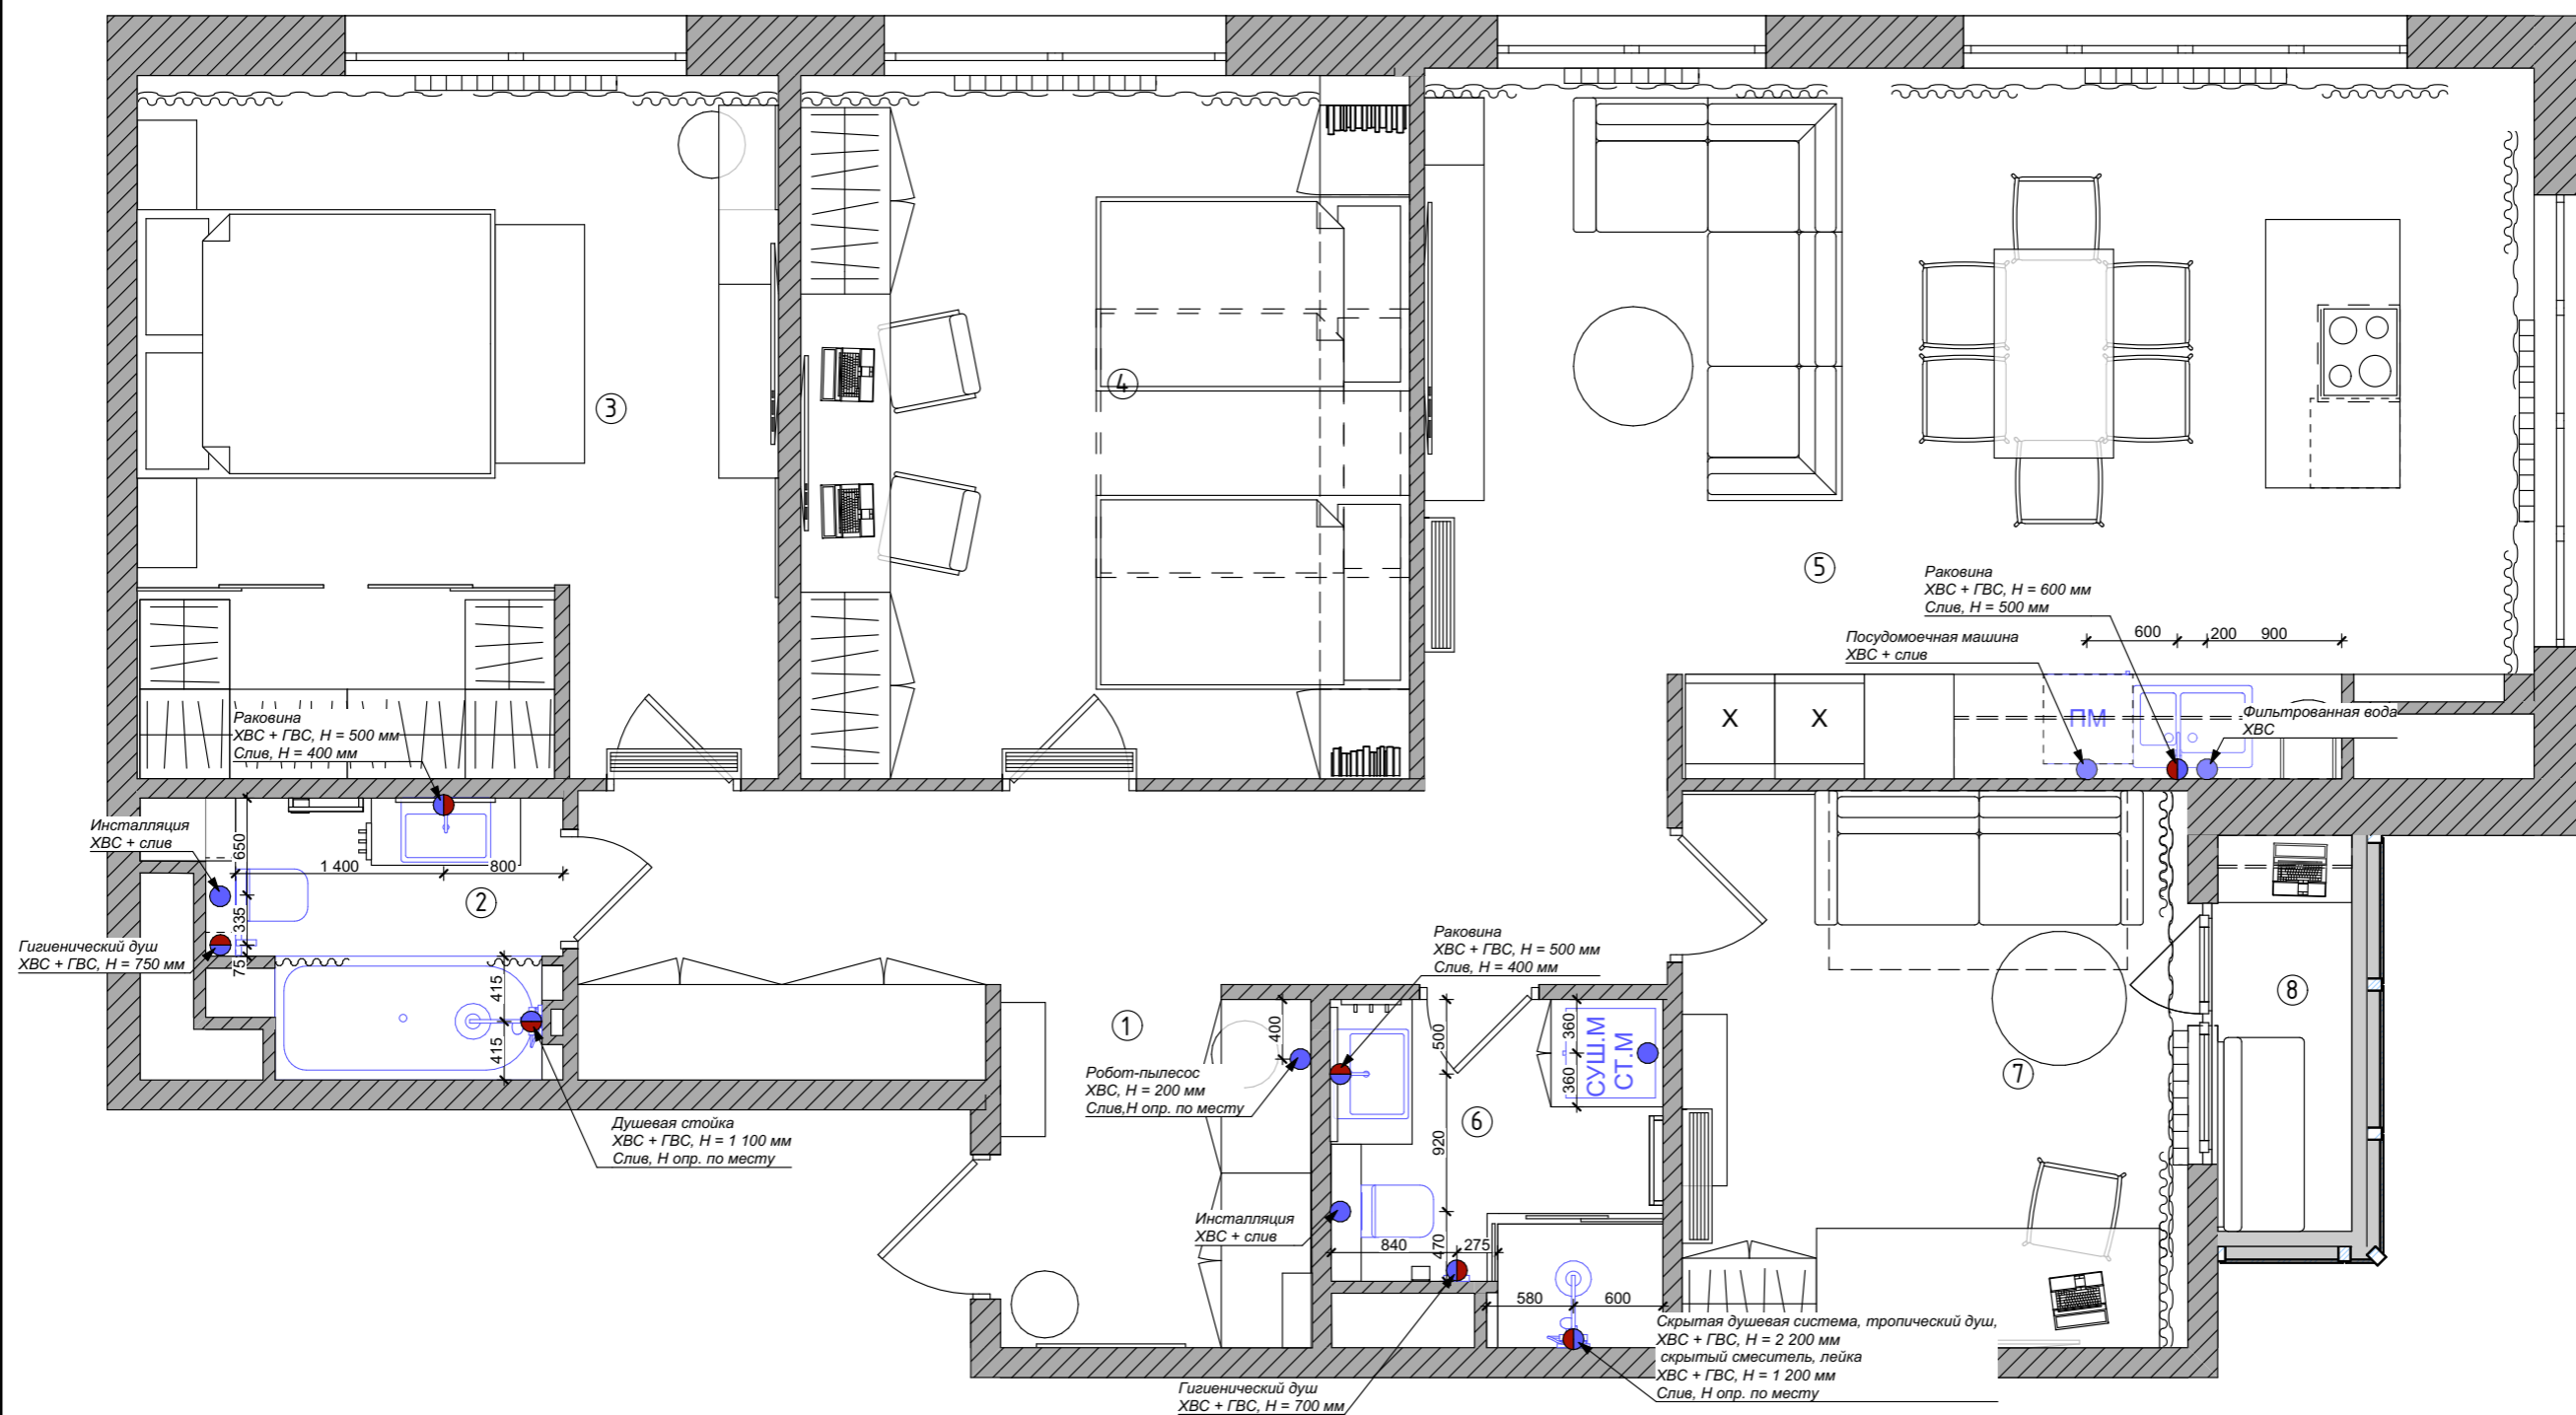 3
4
5
Раковина
ХВС + ГВС, Н = 600 мм
Слив, Н = 500 мм
600
200
900
Посудомоечная машина
ХВС + слив
Х
Х
ПМ
Фильтрованная вода
ХВС
Раковина
ХВС + ГВС, Н = 500 мм
Слив, Н = 400 мм
Инсталляция
ХВС + слив
650
1 400
800
2
335
75
Гигиенический душ
ХВС + ГВС, Н = 750 мм
415
415
Душевая стойка
ХВС + ГВС, Н = 1 100 мм
Слив, Н опр. по месту
1
400
Робот-пылесос
ХВС, Н = 200 мм
Слив,Н опр. по месту
Раковина
ХВС + ГВС, Н = 500 мм
Слив, Н = 400 мм
500
360
360
СУШ.М
СТ.М
920
6
Инсталляция
ХВС + слив
840
470
275
580
600
Гигиенический душ
ХВС + ГВС, Н = 700 мм
Скрытая душевая система, тропический душ,
ХВС + ГВС, Н = 2 200 мм
скрытый смеситель, лейка
ХВС + ГВС, Н = 1 200 мм
Слив, Н опр. по месту
7
8